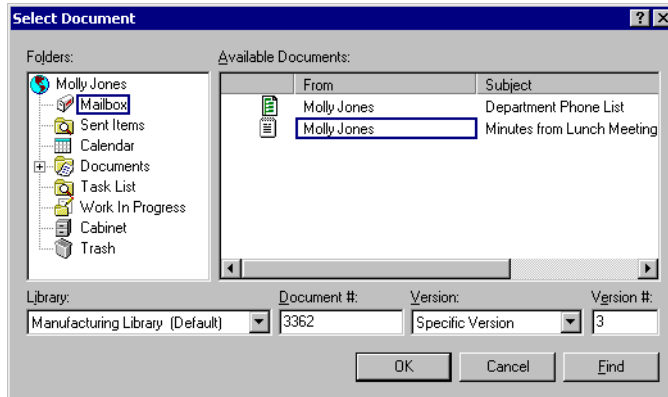 Select Document
Folders:
Available Documents:
Molly Jones
Mailbox
Sent Items
Calendar
Documents
Task List
Work In Progress
Cabinet
Trash
From Subject
Molly Jones Department Phone List
Molly Jones Minutes from Lunch Meeting
Library: Document #: Version: Version #:
Manufacturing Library (Default) 3362 Specific Version 3
OK Cancel Find